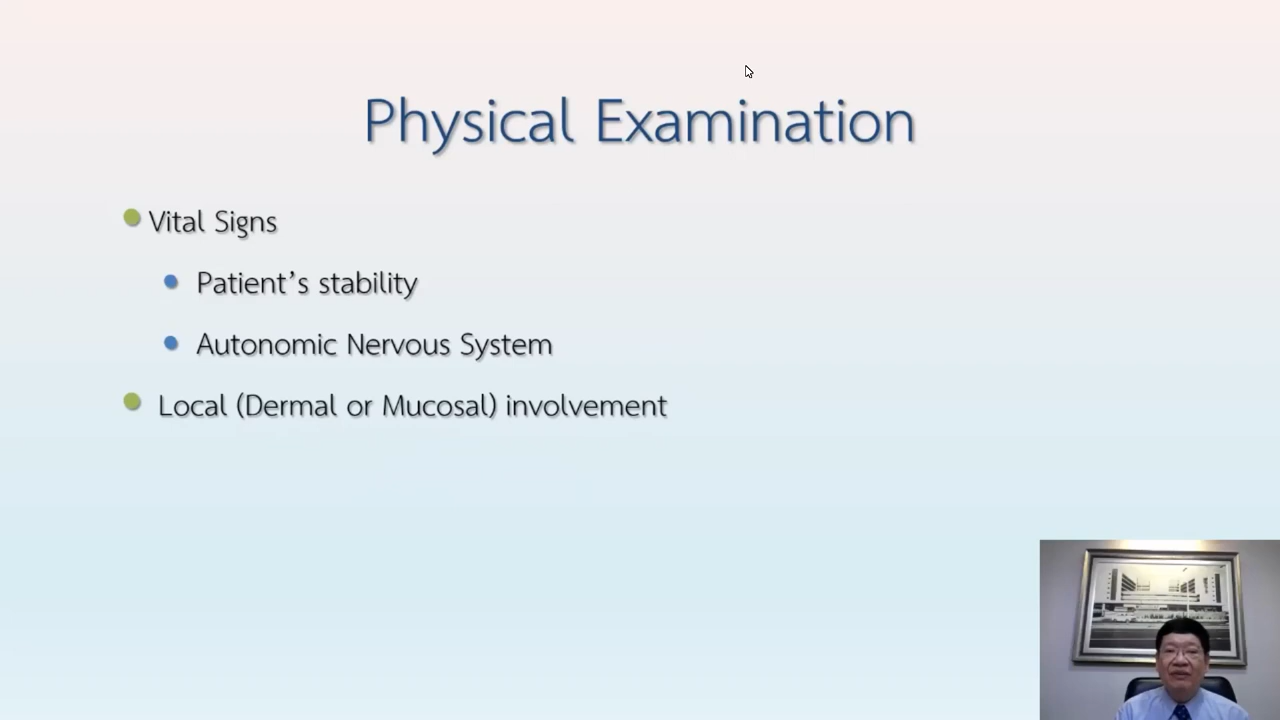 Physical Examination
Vital Signs
Patient's stability
Autonomic Nervous System
Local (Dermal or Mucosal) involvement